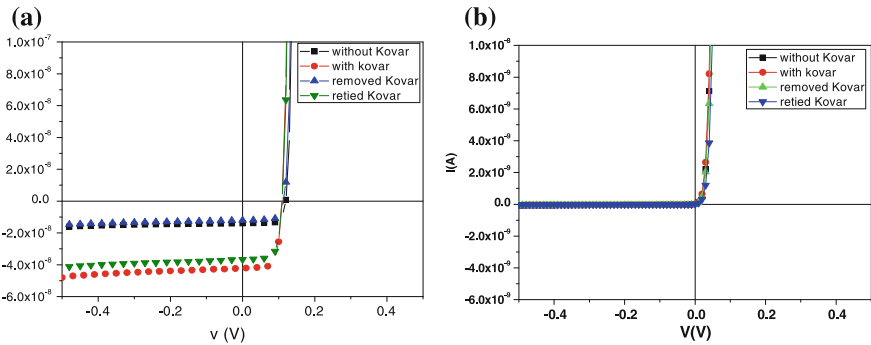 (a)
1.0x10⁻⁷
8.0x10⁻⁸
6.0x10⁻⁸
4.0x10⁻⁸
2.0x10⁻⁸
0.0
-2.0x10⁻⁸
-4.0x10⁻⁸
-6.0x10⁻⁸
-0.4
-0.2
0.0
0.2
0.4
v (V)
without Kovar
with kovar
removed Kovar
retied Kovar
(b)
I(A)
1.0x10⁻⁸
8.0x10⁻⁹
6.0x10⁻⁹
4.0x10⁻⁹
2.0x10⁻⁹
0.0
-2.0x10⁻⁹
-4.0x10⁻⁹
-6.0x10⁻⁹
-0.4
-0.2
0.0
0.2
0.4
V(V)
without Kovar
with kovar
removed Kovar
retied Kovar